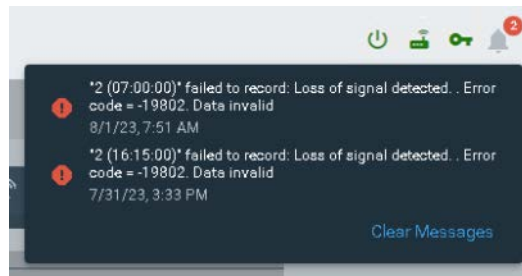 2
"2 (07:00:00)" failed to record: Loss of signal detected. . Error
code = -19802. Data invalid
8/1/23, 7:51 AM
"2 (16:15:00)" failed to record: Loss of signal detected. . Error
code = -19802. Data invalid
7/31/23, 3:33 PM
Clear Messages